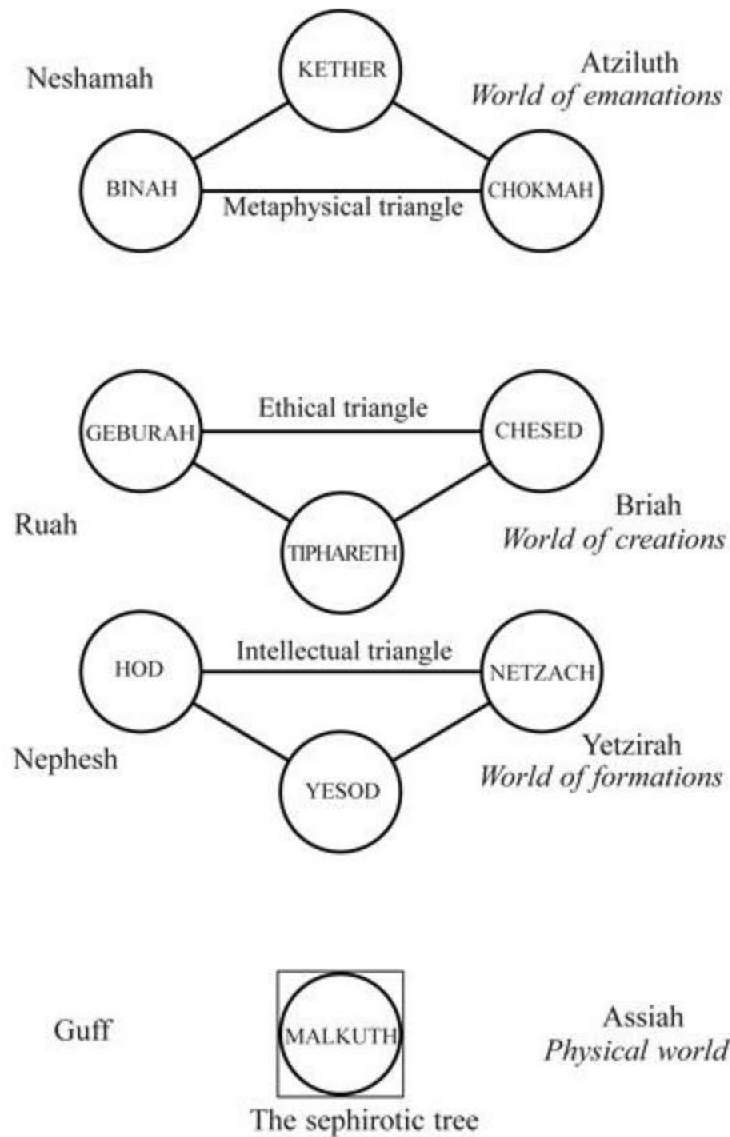 KETHER
Neshamah
Atziluth
World of emanations
BINAH
CHOKMAH
Metaphysical triangle
Ethical triangle
GEBURAH
CHESED
Ruah
Briah
World of creations
TIPHARETH
Intellectual triangle
HOD
NETZACH
Nephesh
Yetzirah
World of formations
YESOD
Guff
MALKUTH
Assiah
Physical world
The sephirotic tree